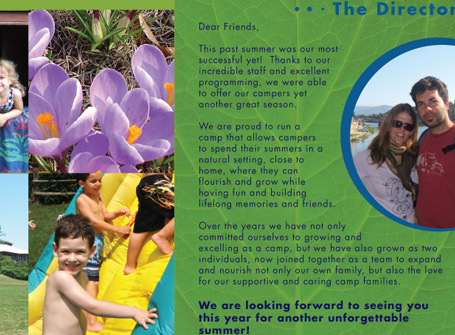 • • • The Director
Dear Friends,
This past summer was our most
successful yet!  Thanks to our
incredible staff and excellent
programming, we were able
to offer our campers yet
another great season.
We are proud to run a
camp that allows campers
to spend their summers in a
natural setting, close to
home, where they can
flourish and grow while
having fun and building
lifelong memories and friends.
Over the years we have not only
committed ourselves to growing and
excelling as a camp, but we have also grown as two
individuals, now joined together as a team to expand
and nourish not only our own family, but also the love
for our supportive and caring camp families.
We are looking forward to seeing you
this year for another unforgettable
summer!